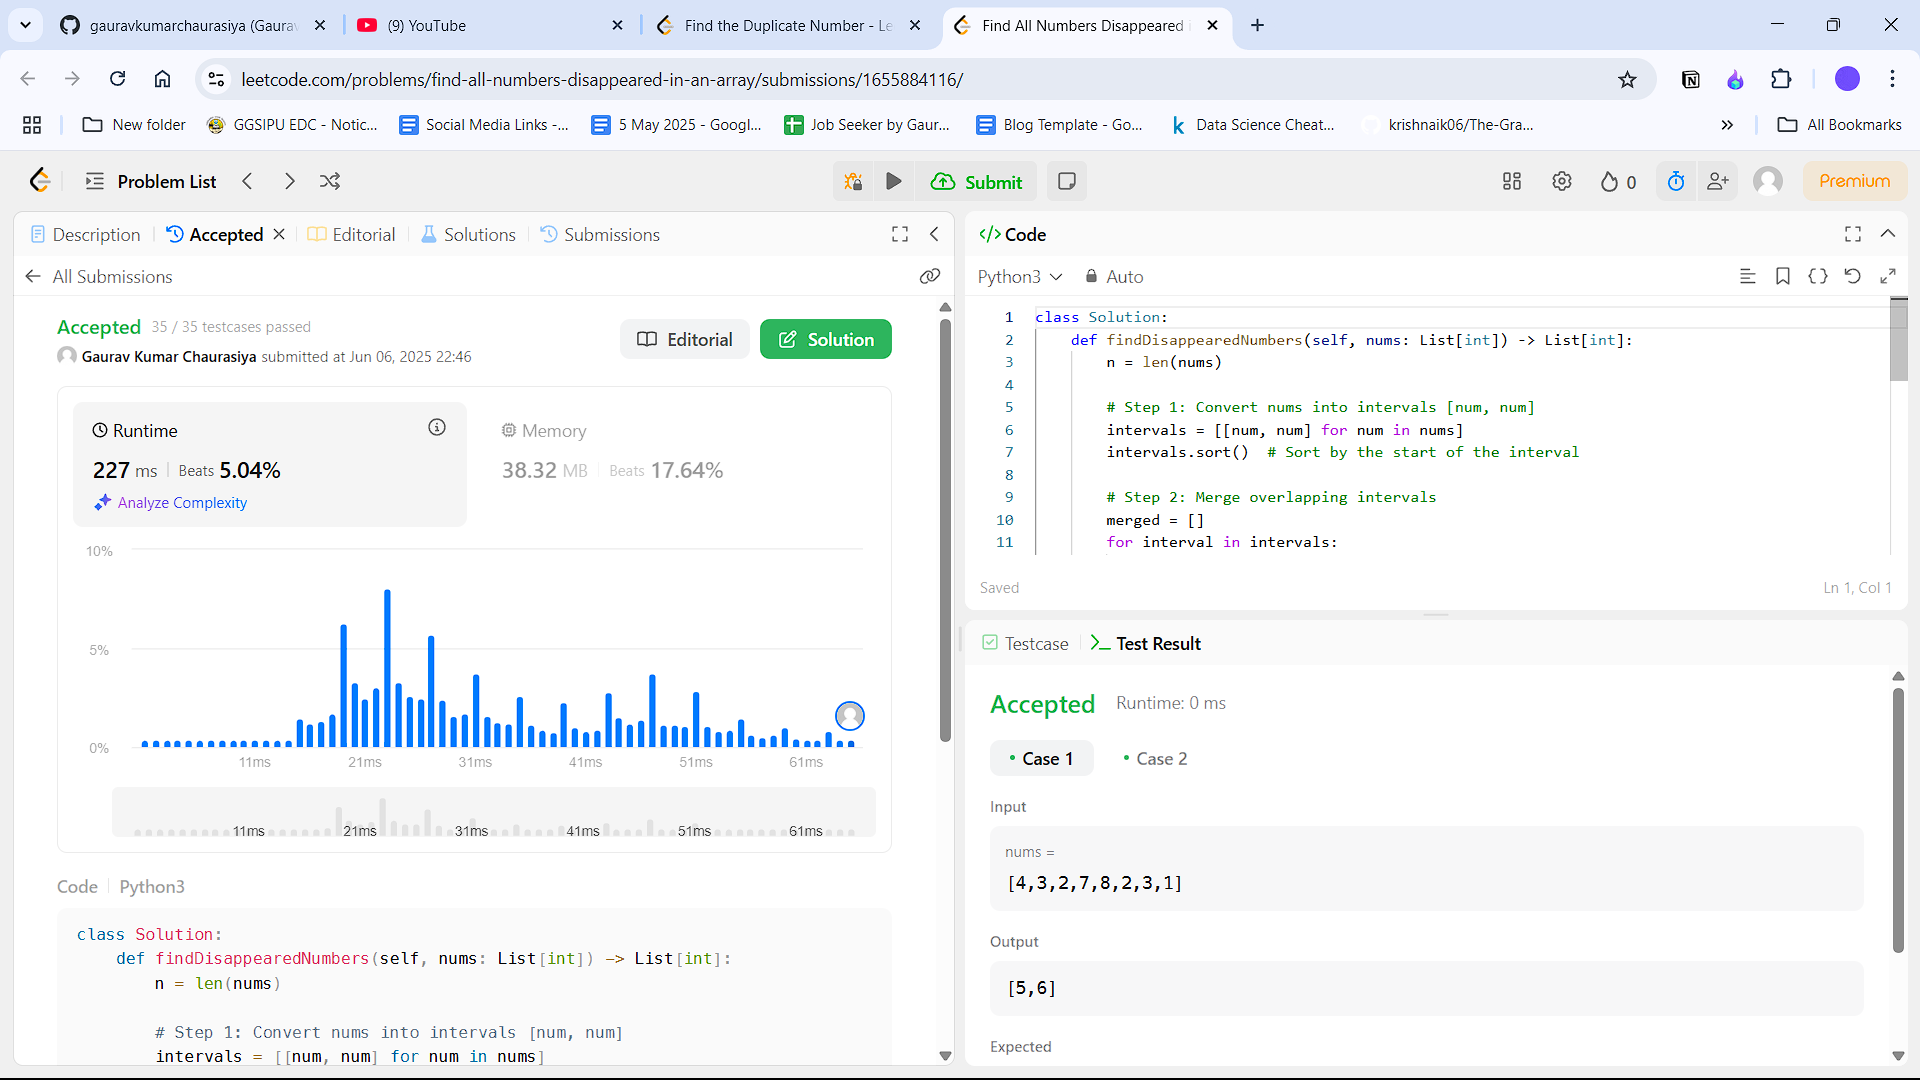 gauravkumarchaurasiya (Gaurav
(9) YouTube
Find the Duplicate Number - Le
Find All Numbers Disappeared i
leetcode.com/problems/find-all-numbers-disappeared-in-an-array/submissions/1655884116/
New folder
GGSIPU EDC - Notic...
Social Media Links -...
5 May 2025 - Googl...
Job Seeker by Gaur...
Blog Template - Go...
Data Science Cheat...
krishnaik06/The-Gra...
All Bookmarks
Problem List
Submit
0
Premium
Description
Accepted
Editorial
Solutions
Submissions
All Submissions
Accepted 35 / 35 testcases passed
Gaurav Kumar Chaurasiya submitted at Jun 06, 2025 22:46
Editorial
Solution
Runtime
227 ms | Beats 5.04%
Analyze Complexity
Memory
38.32 MB | Beats 17.64%
10%
5%
0%
11ms 21ms 31ms 41ms 51ms 61ms
11ms 21ms 31ms 41ms 51ms 61ms
Code | Python3
class Solution:
    def findDisappearedNumbers(self, nums: List[int]) -> List[int]:
        n = len(nums)
        # Step 1: Convert nums into intervals [num, num]
        intervals = [[num, num] for num in nums]
</> Code
Python3
Auto
1 class Solution:
2     def findDisappearedNumbers(self, nums: List[int]) -> List[int]:
3         n = len(nums)
4
5         # Step 1: Convert nums into intervals [num, num]
6         intervals = [[num, num] for num in nums]
7         intervals.sort()  # Sort by the start of the interval
8
9         # Step 2: Merge overlapping intervals
10         merged = []
11         for interval in intervals:
Saved
Ln 1, Col 1
Testcase
Test Result
Accepted Runtime: 0 ms
Case 1
Case 2
Input
nums =
[4,3,2,7,8,2,3,1]
Output
[5,6]
Expected